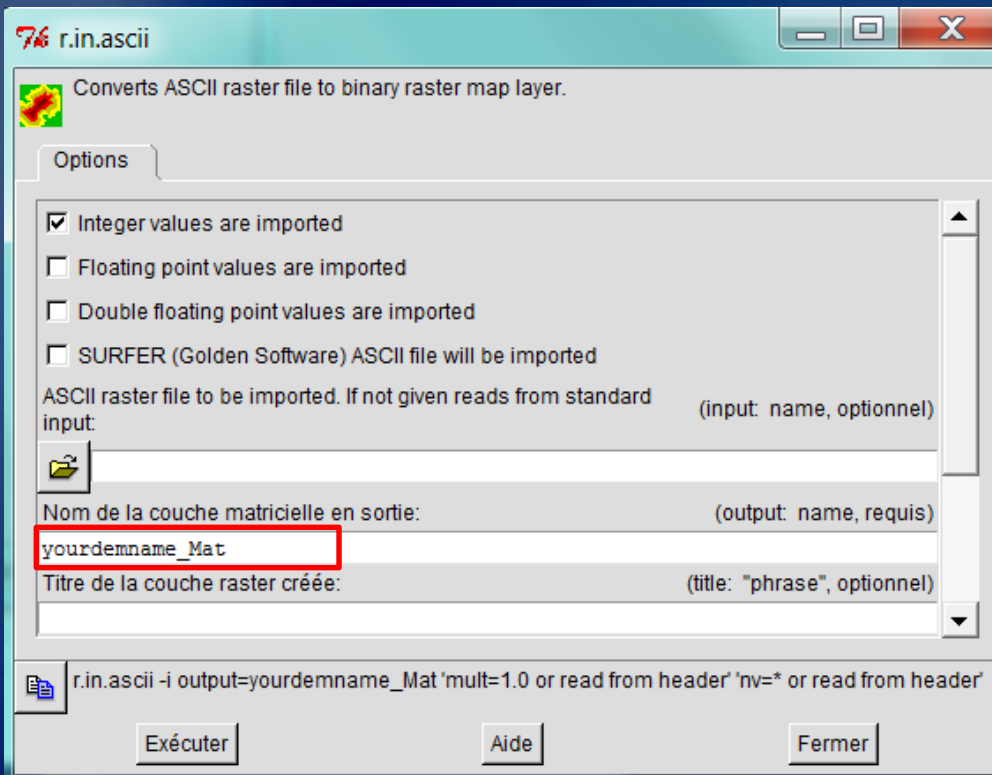 r.in.ascii
Converts ASCII raster file to binary raster map layer.
Options
Integer values are imported
Floating point values are imported
Double floating point values are imported
SURFER (Golden Software) ASCII file will be imported
ASCII raster file to be imported. If not given reads from standard
input:
(input: name, optionnel)
Nom de la couche matricielle en sortie:
(output: name, requis)
yourdemname_Mat
Titre de la couche raster créée:
(title: "phrase", optionnel)
r.in.ascii -i output=yourdemname_Mat 'mult=1.0 or read from header' 'nv=* or read from header'
Exécuter
Aide
Fermer